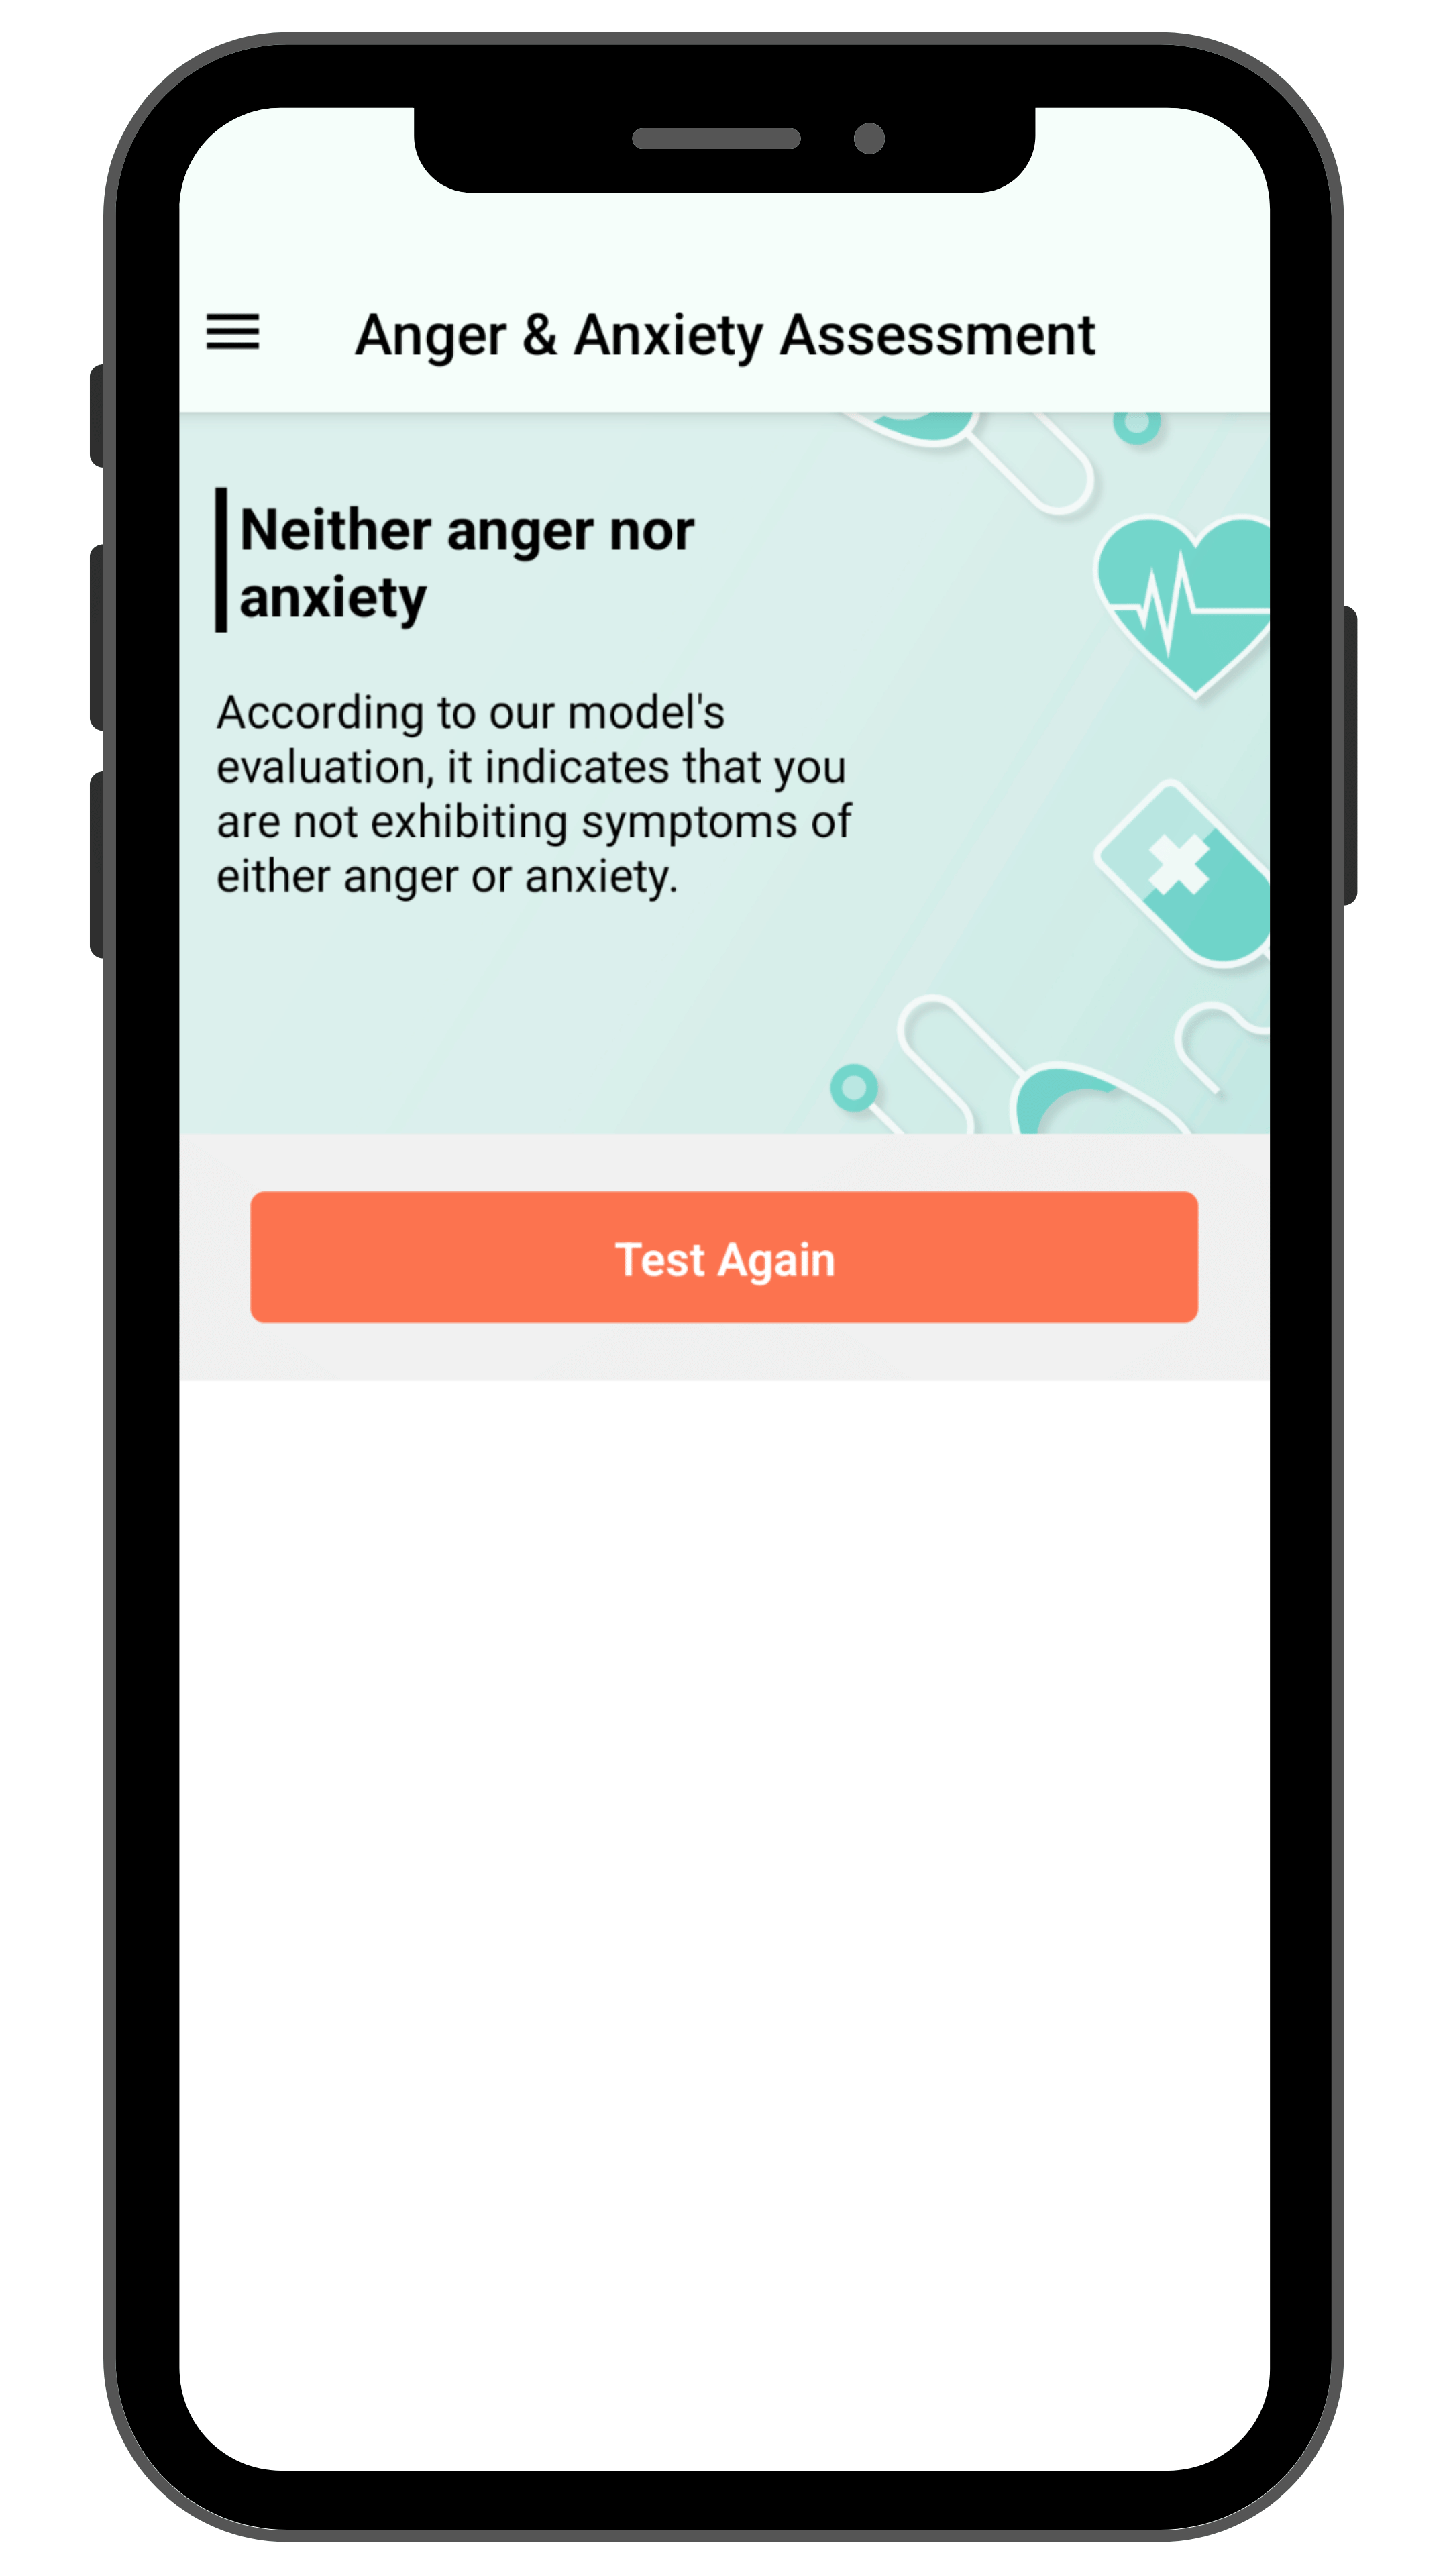 Anger & Anxiety Assessment
Neither anger nor
anxiety
According to our model's
evaluation, it indicates that you
are not exhibiting symptoms of
either anger or anxiety.
Test Again